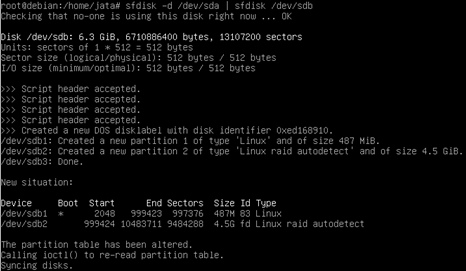 root@debian:/home/jata# sfdisk -d /dev/sda | sfdisk /dev/sdb
Checking that no-one is using this disk right now ... OK
Disk /dev/sdb: 6.3 GiB, 6710886400 bytes, 13107200 sectors
Units: sectors of 1 * 512 = 512 bytes
Sector size (logical/physical): 512 bytes / 512 bytes
I/O size (minimum/optimal): 512 bytes / 512 bytes
>>> Script header accepted.
>>> Script header accepted.
>>> Script header accepted.
>>> Script header accepted.
>>> Created a new DOS disklabel with disk identifier 0xed168910.
/dev/sdb1: Created a new partition 1 of type 'Linux' and of size 487 MiB.
/dev/sdb2: Created a new partition 2 of type 'Linux raid autodetect' and of size 4.5 GiB.
/dev/sdb3: Done.
New situation:
Device Boot Start End Sectors Size Id Type
/dev/sdb1 * 2048 999423 997376 487M 83 Linux
/dev/sdb2 999424 10483711 9484288 4.5G fd Linux raid autodetect
The partition table has been altered.
Calling ioctl() to re-read partition table.
Syncing disks.